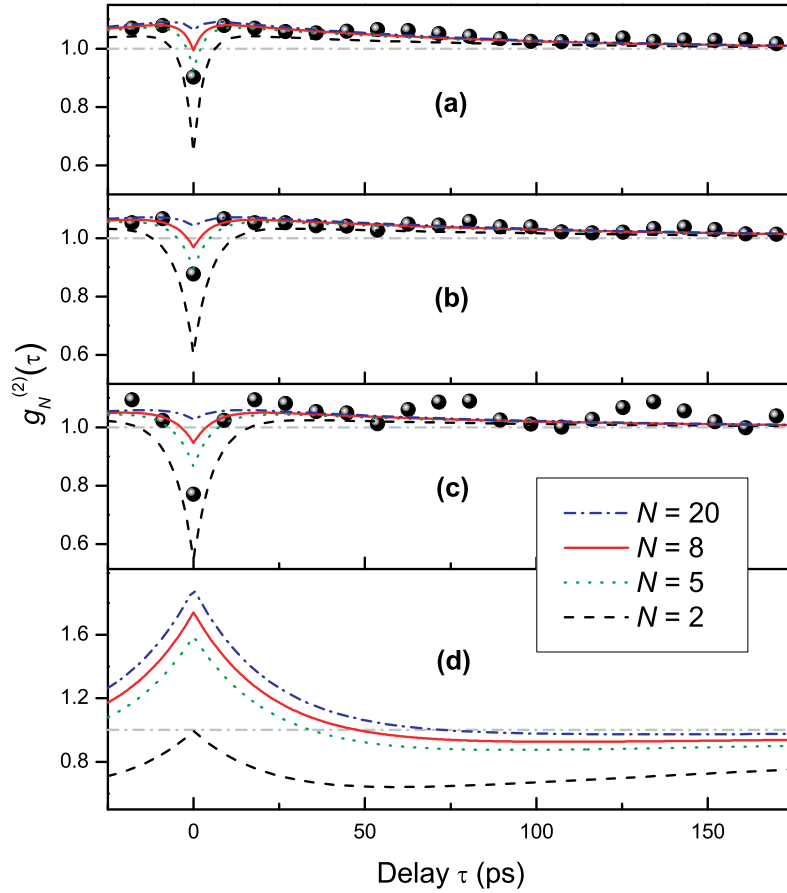 1.0
0.8
0.6
(a)
1.0
0.8
0.6
(b)
1.0
0.8
0.6
(c)
1.6
1.2
0.8
(d)
g_N^(2)(τ)
N = 20
N = 8
N = 5
N = 2
0 50 100 150
Delay τ (ps)